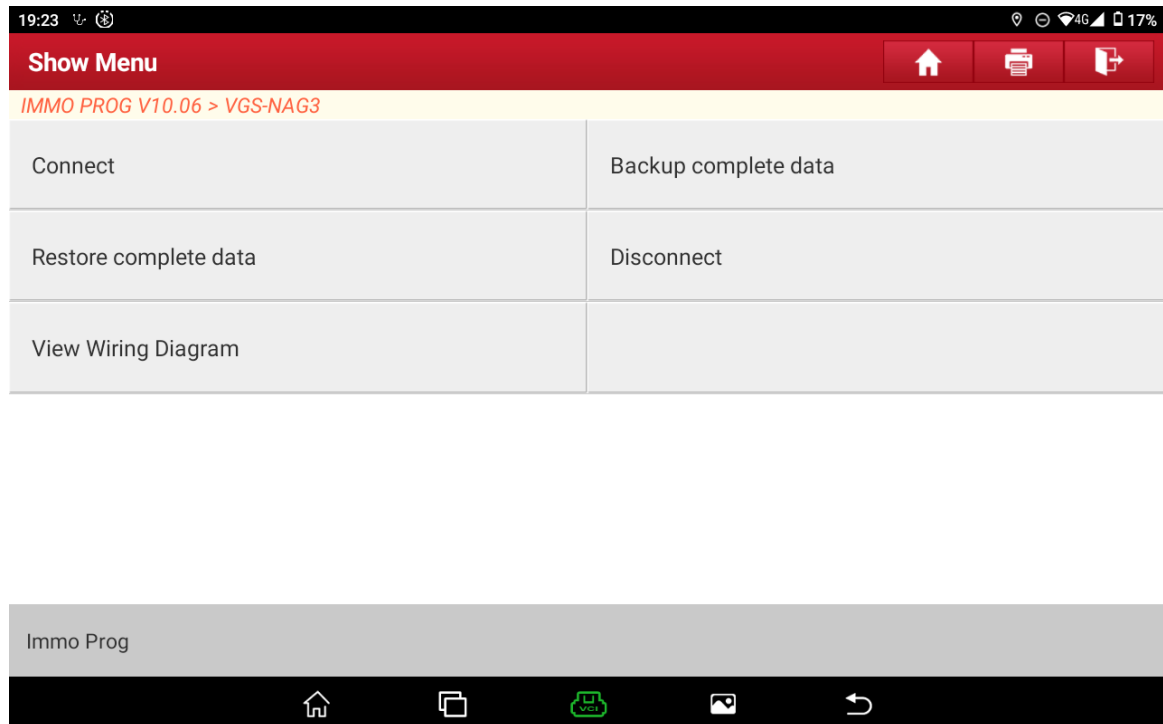 19:23 4G 17%
Show Menu
IMMO PROG V10.06 > VGS-NAG3
Connect
Backup complete data
Restore complete data
Disconnect
View Wiring Diagram
Immo Prog
VCI